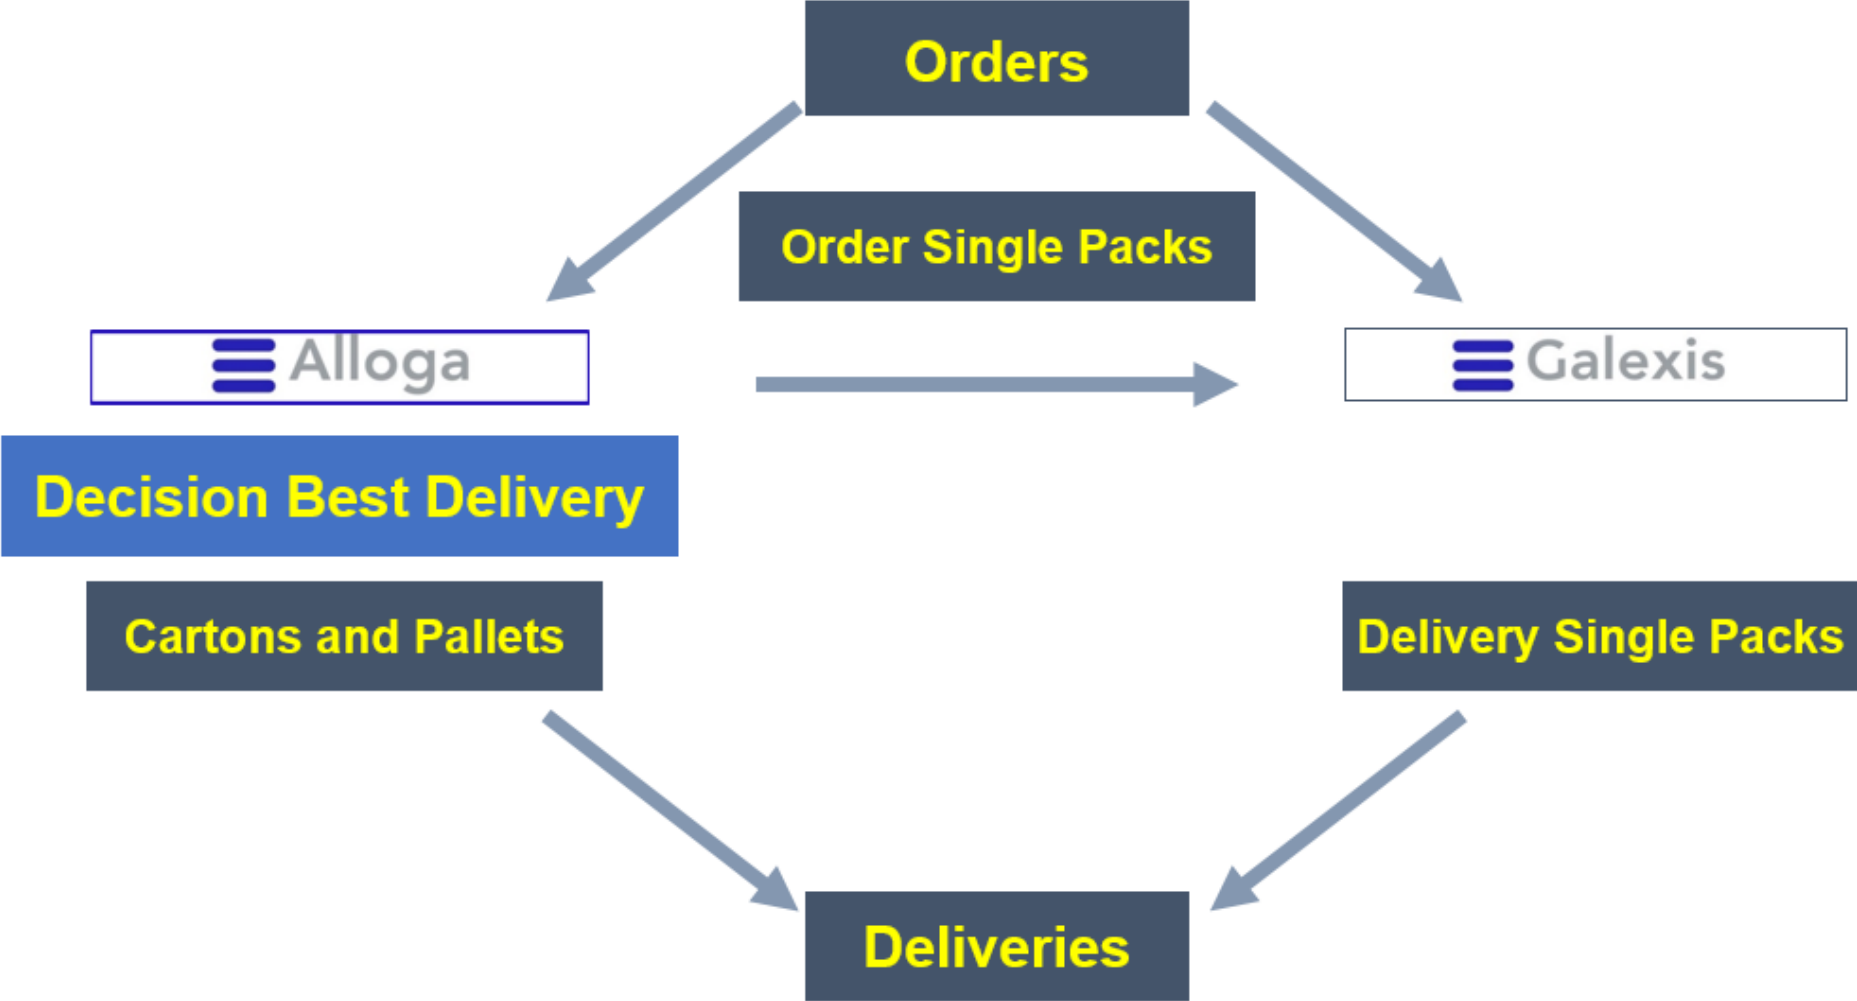 Orders
Order Single Packs
Alloga
Galexis
Decision Best Delivery
Cartons and Pallets
Delivery Single Packs
Deliveries